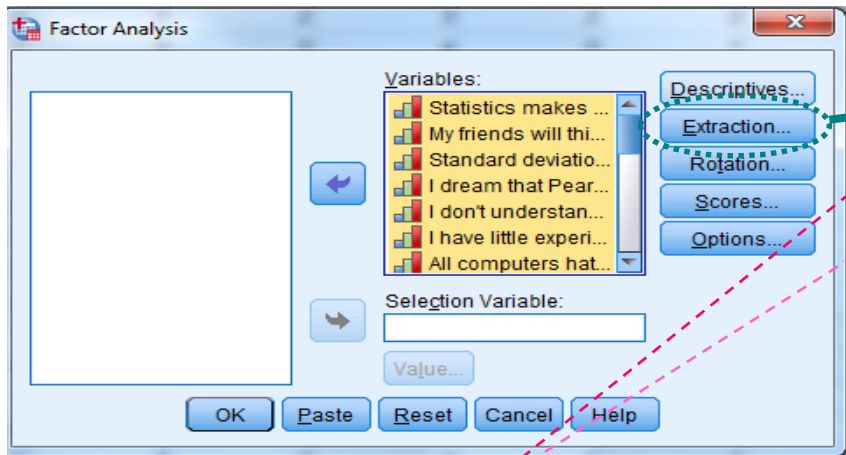 Factor Analysis
Variables:
Statistics makes ...
My friends will thi...
Standard deviatio...
I dream that Pear...
I don't understan...
I have little experi...
All computers hat...
Selection Variable:
Value...
Descriptives...
Extraction...
Rotation...
Scores...
Options...
OK Paste Reset Cancel Help